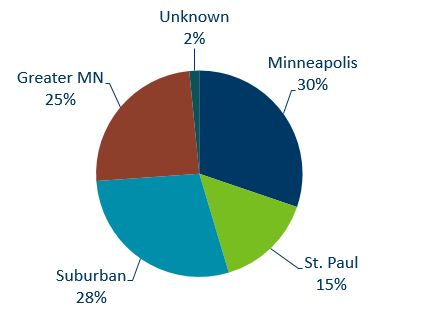 Unknown
2%
Minneapolis
30%
Greater MN
25%
St. Paul
15%
Suburban
28%